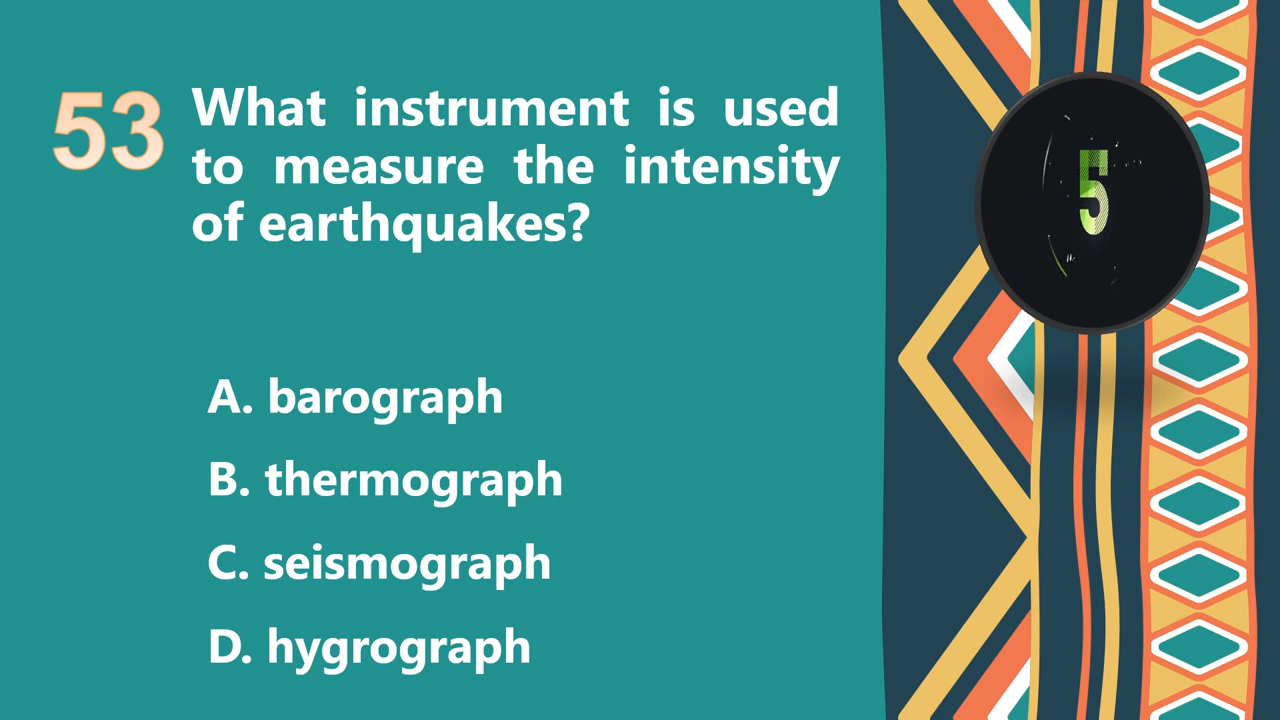 53
What instrument is used
to measure the intensity
of earthquakes?
5
A. barograph
B. thermograph
C. seismograph
D. hygrograph